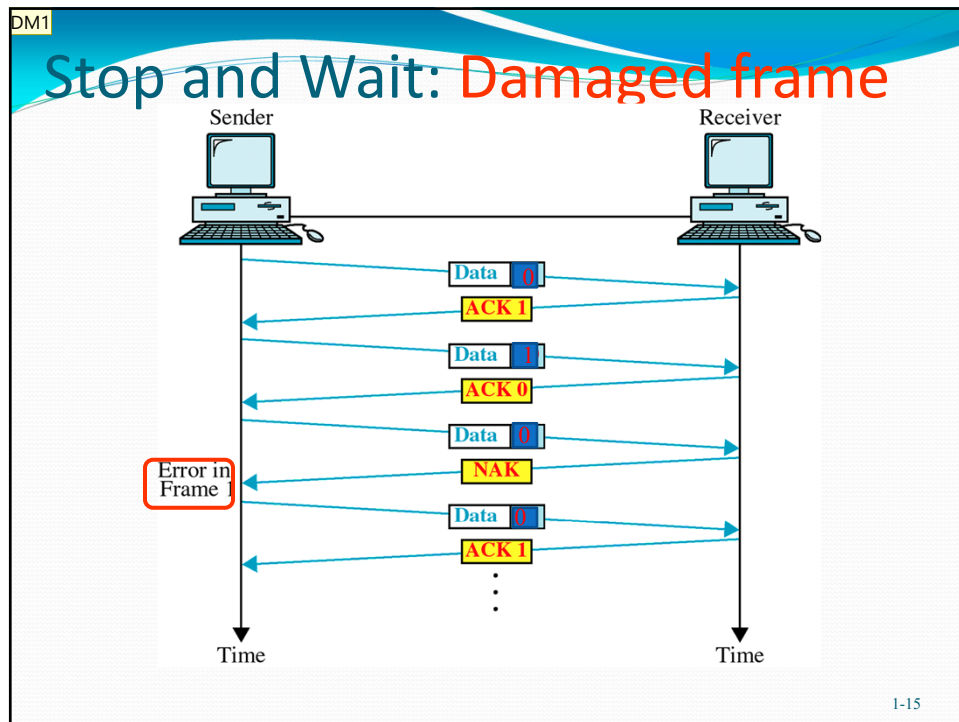 DM1
Stop and Wait: Damaged frame
Sender
Receiver
Data 0
ACK 1
Data 1
ACK 0
Data 0
Error in
Frame 1
NAK
Data 0
ACK 1
Time
Time
1-15